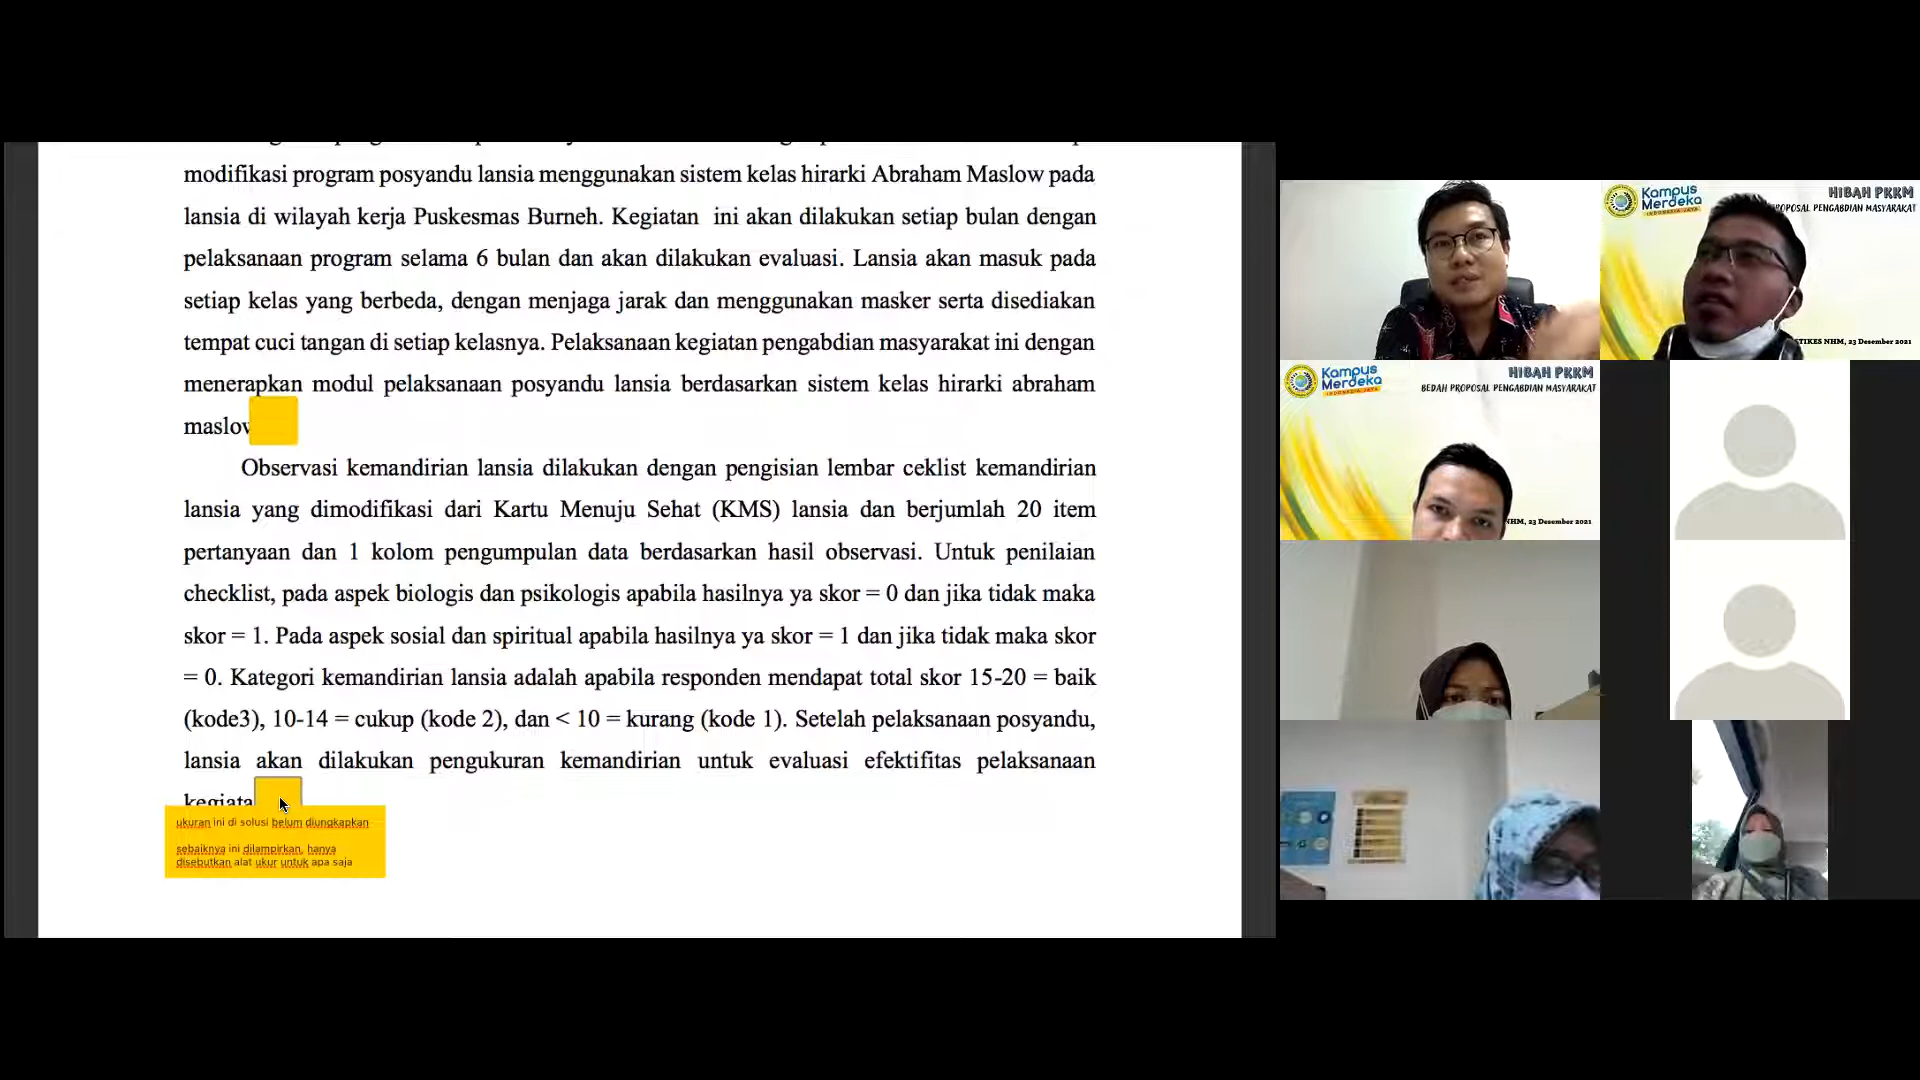 modifikasi program posyandu lansia menggunakan sistem kelas hirarki Abraham Maslow pada
lansia di wilayah kerja Puskesmas Burneh. Kegiatan ini akan dilakukan setiap bulan dengan
pelaksanaan program selama 6 bulan dan akan dilakukan evaluasi. Lansia akan masuk pada
setiap kelas yang berbeda, dengan menjaga jarak dan menggunakan masker serta disediakan
tempat cuci tangan di setiap kelasnya. Pelaksanaan kegiatan pengabdian masyarakat ini dengan
menerapkan modul pelaksanaan posyandu lansia berdasarkan sistem kelas hirarki abraham
maslow
Observasi kemandirian lansia dilakukan dengan pengisian lembar ceklist kemandirian
lansia yang dimodifikasi dari Kartu Menuju Sehat (KMS) lansia dan berjumlah 20 item
pertanyaan dan 1 kolom pengumpulan data berdasarkan hasil observasi. Untuk penilaian
checklist, pada aspek biologis dan psikologis apabila hasilnya ya skor = 0 dan jika tidak maka
skor = 1. Pada aspek sosial dan spiritual apabila hasilnya ya skor = 1 dan jika tidak maka skor
= 0. Kategori kemandirian lansia adalah apabila responden mendapat total skor 15-20 = baik
(kode3), 10-14 = cukup (kode 2), dan < 10 = kurang (kode 1). Setelah pelaksanaan posyandu,
lansia akan dilakukan pengukuran kemandirian untuk evaluasi efektifitas pelaksanaan
kegiata
ukuran ini di solusi belum diungkapkan
sebaiknya ini dilampirkan, hanya
disebutkan alat ukur untuk apa saja
Kampus
Merdeka
INDONESIA JAYA
HIBAH PKKM
PROPOSAL PENGABDIAN MASYARAKAT
STIKES NHM, 23 Desember 2021
Kampus
Merdeka
INDONESIA JAYA
HIBAH PKKM
BEDAH PROPOSAL PENGABDIAN MASYARAKAT
NHM, 23 Desember 2021